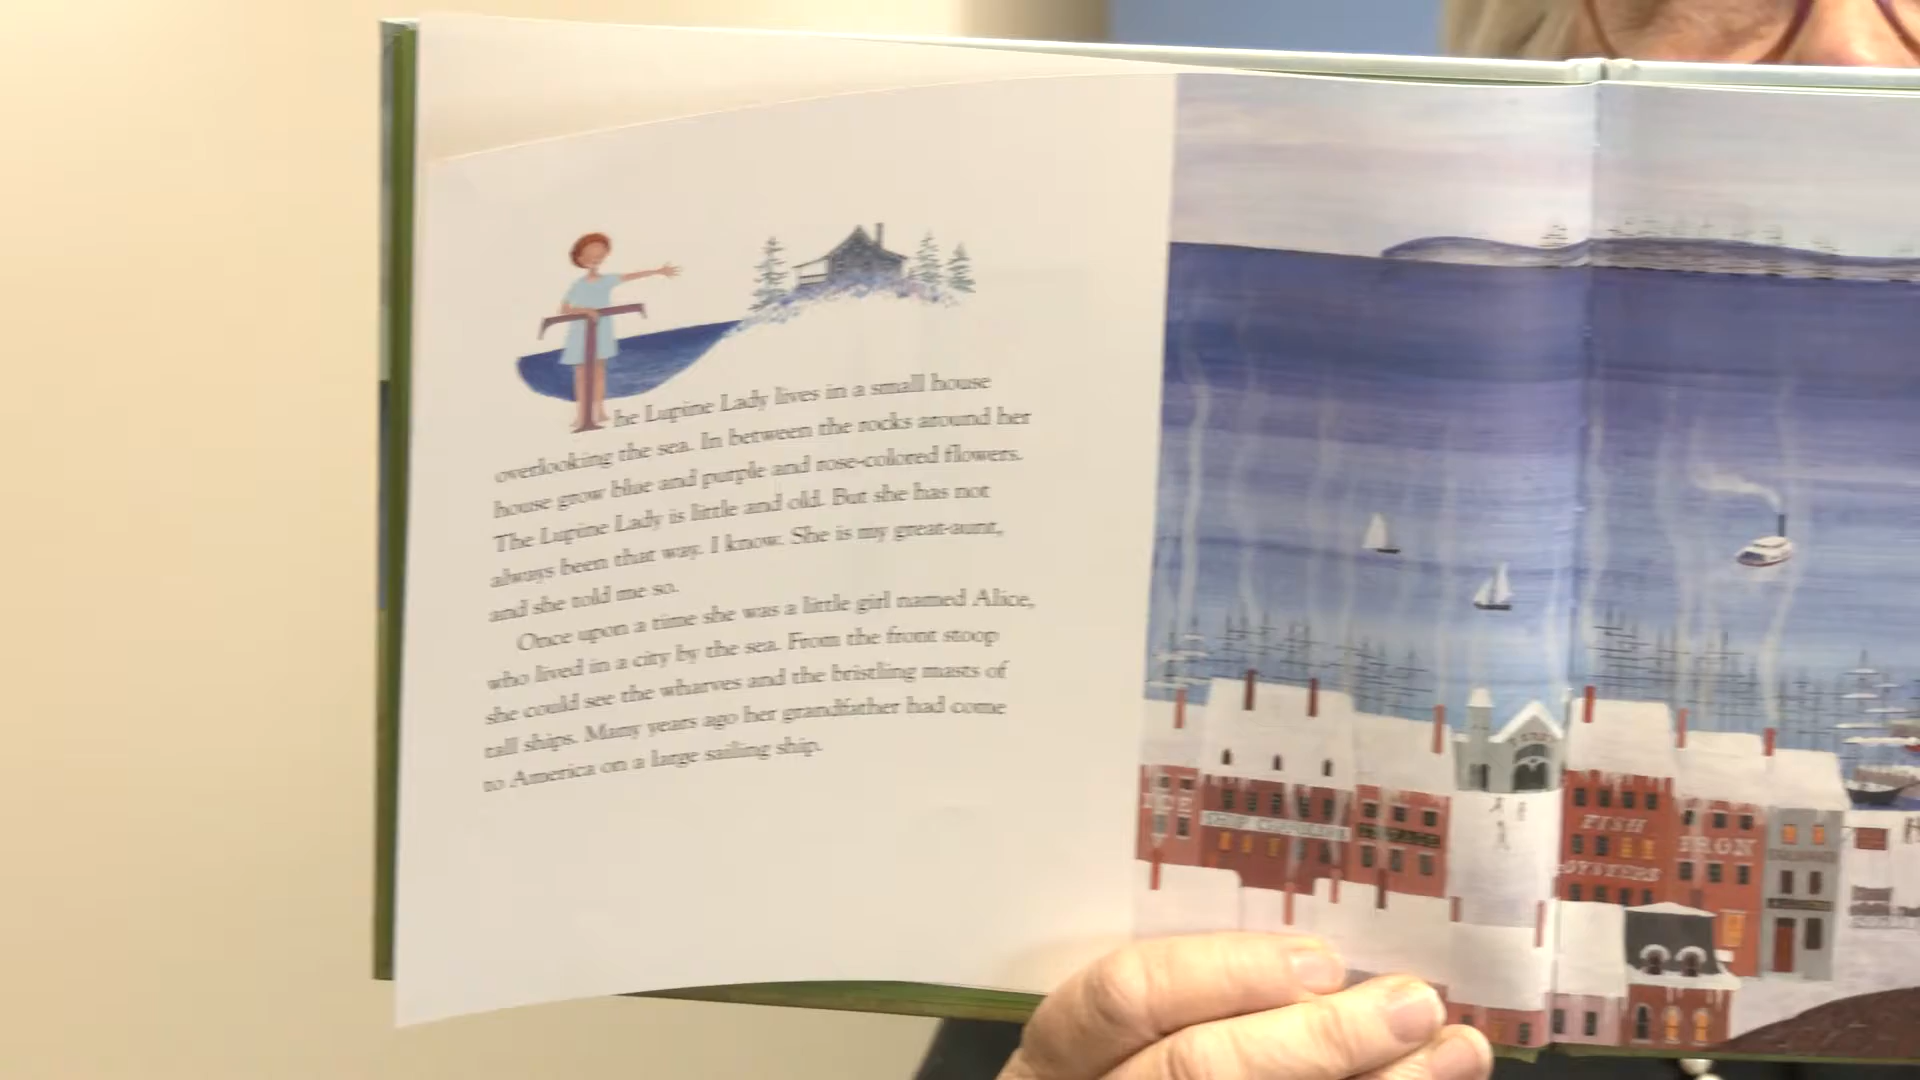 The Lupine Lady lives in a small house
overlooking the sea. In between the rocks around her
house grow blue and purple and rose-colored flowers.
The Lupine Lady is little and old. But she has not
always been that way. I know. She is my great-aunt,
and she told me so.
Once upon a time she was a little girl named Alice,
who lived in a city by the sea. From the front stoop
she could see the wharves and the bristling masts of
tall ships. Many years ago her grandfather had come
to America on a large sailing ship.
ICE
SHIP CHANDLERY
FISH
OYSTERS
IRON